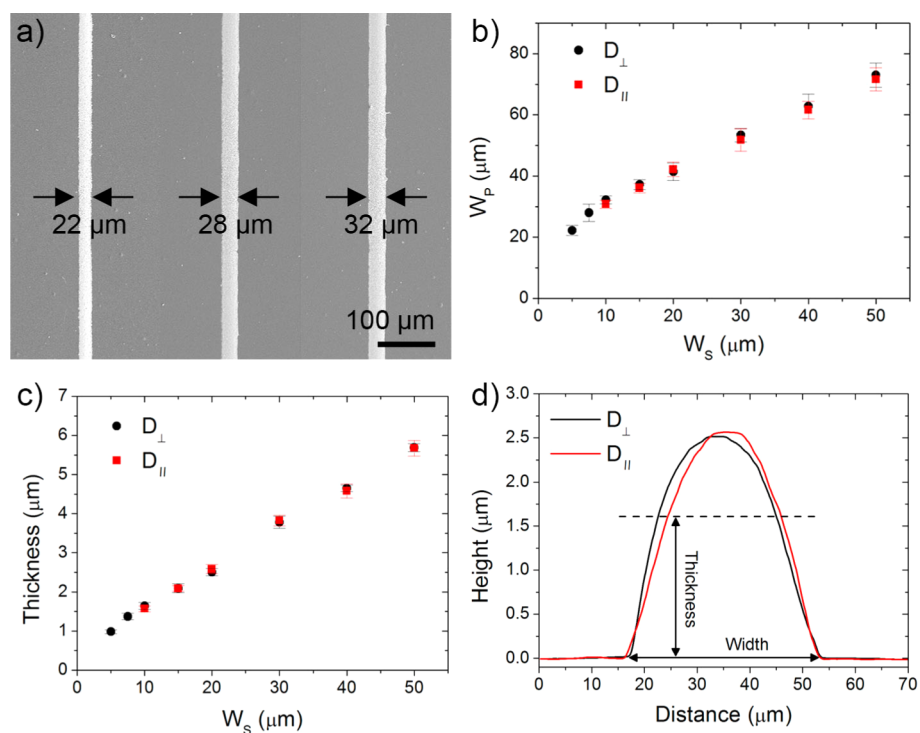 a)
22 µm
28 µm
32 µm
100 µm
b)
D⊥
D//
80
60
40
20
0
0 10 20 30 40 50
W_P (µm)
W_S (µm)
c)
D⊥
D//
7
6
5
4
3
2
1
0
0 10 20 30 40 50
Thickness (µm)
W_S (µm)
d)
D⊥
D//
3.0
2.5
2.0
1.5
1.0
0.5
0.0
0 10 20 30 40 50 60 70
Height (µm)
Thickness
Width
Distance (µm)